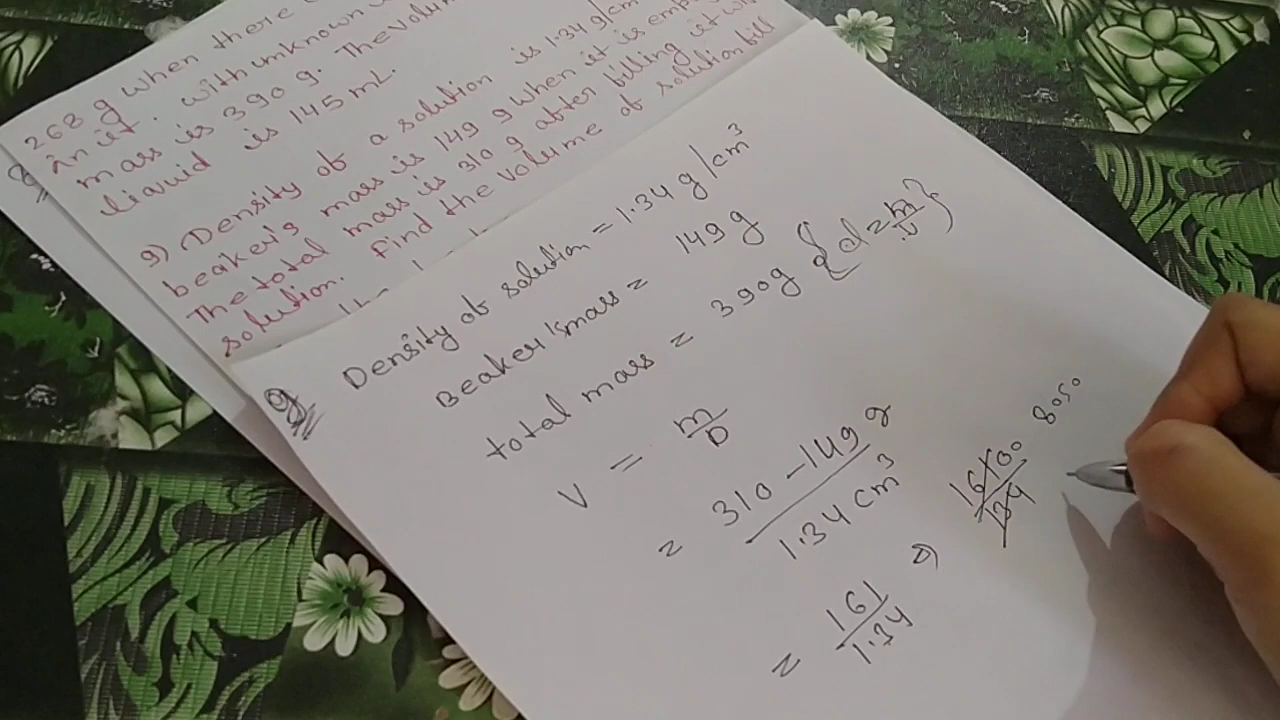 268 g when there
in it. with unknown
mass is 390 g. The volum
liquid is 145 mL.
9) Density of a solution is 1.34 g/cm
beaker's mass is 149 g when it is emp
The total mass is 310 g after filling it wi
solution. Find the volume of solution fill
9) Density of solution = 1.34 g/cm³
Beaker's mass = 149 g
total mass = 390g {d=m/v}
V = m/D
= 310 - 149 g / 1.34 cm³
= 161/1.34 ⇒ 16100/134 8050